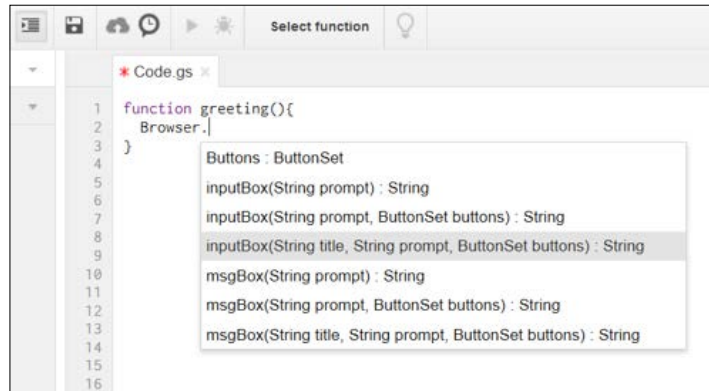 Select function
* Code.gs ×
1 function greeting(){
2 Browser.
3 }
4
5
6
7
8
9
10
11
12
13
14
15
16
Buttons : ButtonSet
inputBox(String prompt) : String
inputBox(String prompt, ButtonSet buttons) : String
inputBox(String title, String prompt, ButtonSet buttons) : String
msgBox(String prompt) : String
msgBox(String prompt, ButtonSet buttons) : String
msgBox(String title, String prompt, ButtonSet buttons) : String